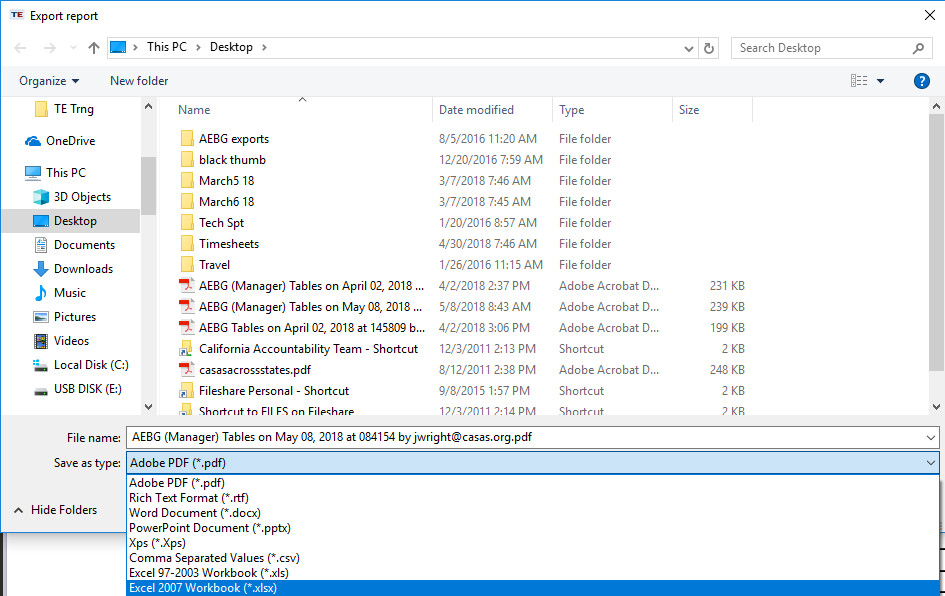 TE Export report
This PC > Desktop >
Search Desktop
Organize New folder
?
TE Trng
OneDrive
This PC
3D Objects
Desktop
Documents
Downloads
Music
Pictures
Videos
Local Disk (C:)
USB DISK (E:)
Name Date modified Type Size
AEBG exports 8/5/2016 11:20 AM File folder
black thumb 12/20/2016 7:59 AM File folder
March5 18 3/7/2018 7:46 AM File folder
March6 18 3/7/2018 7:45 AM File folder
Tech Spt 1/20/2016 8:57 AM File folder
Timesheets 4/30/2018 7:46 AM File folder
Travel 1/26/2016 11:15 AM File folder
AEBG (Manager) Tables on April 02, 2018 ... 4/2/2018 2:37 PM Adobe Acrobat D... 231 KB
AEBG (Manager) Tables on May 08, 2018 ... 5/8/2018 8:43 AM Adobe Acrobat D... 239 KB
AEBG Tables on April 02, 2018 at 145809 b... 4/2/2018 3:06 PM Adobe Acrobat D... 199 KB
California Accountability Team - Shortcut 12/3/2011 2:13 PM Shortcut 2 KB
casasacrossstates.pdf 8/12/2011 2:38 PM Adobe Acrobat D... 248 KB
Fileshare Personal - Shortcut 9/8/2015 1:57 PM Shortcut 2 KB
Shortcut to FILES on Fileshare 12/3/2011 2:14 PM Shortcut 2 KB
File name: AEBG (Manager) Tables on May 08, 2018 at 084154 by jwright@casas.org.pdf
Save as type: Adobe PDF (*.pdf)
Hide Folders
Adobe PDF (*.pdf)
Rich Text Format (*.rtf)
Word Document (*.docx)
PowerPoint Document (*.pptx)
Xps (*.Xps)
Comma Separated Values (*.csv)
Excel 97-2003 Workbook (*.xls)
Excel 2007 Workbook (*.xlsx)